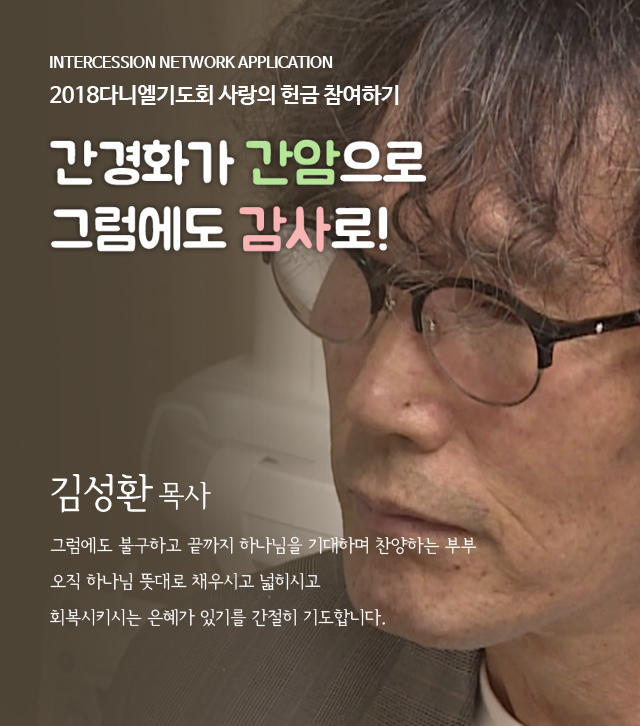 INTERCESSION NETWORK APPLICATION
2018다니엘기도회 사랑의 헌금 참여하기
간경화가 간암으로
그럼에도 감사로!
김성환 목사
그럼에도 불구하고 끝까지 하나님을 기대하며 찬양하는 부부
오직 하나님 뜻대로 채우시고 넓히시고
회복시키시는 은혜가 있기를 간절히 기도합니다.